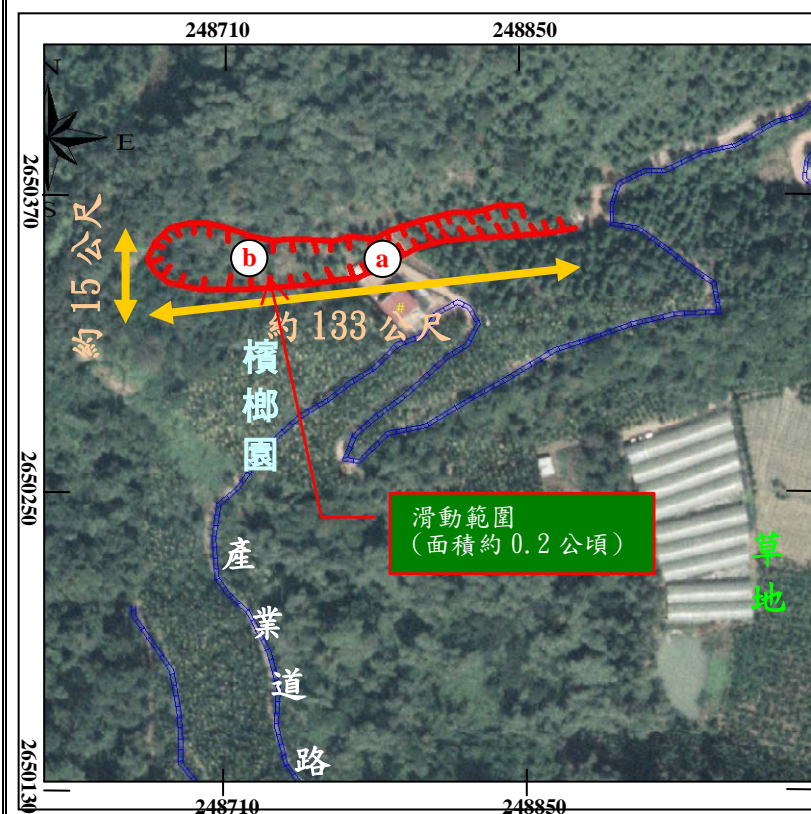 248710
248850
N
E
S
2650370
約 15 公尺
b
a
約 133 公尺
#
檳榔園
2650250
滑動範圍
(面積約 0.2 公頃)
草地
產業道路
2650130
248710
248850